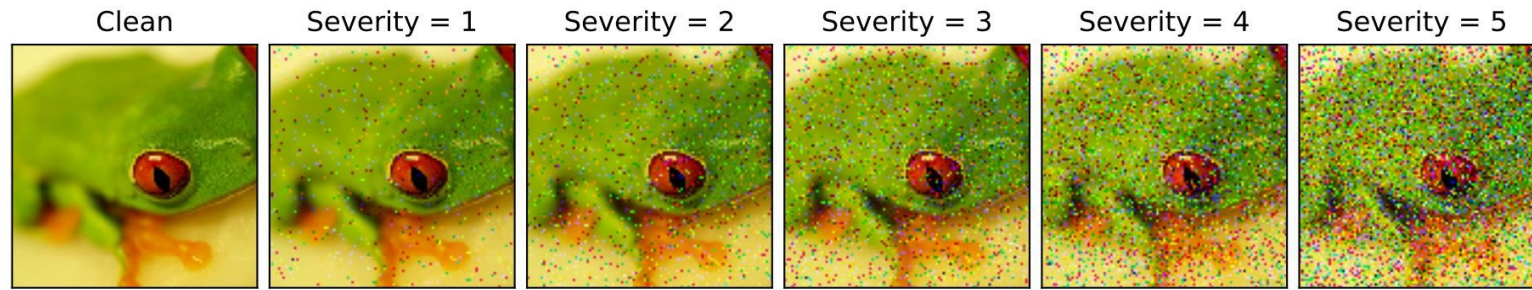 Clean Severity = 1 Severity = 2 Severity = 3 Severity = 4 Severity = 5